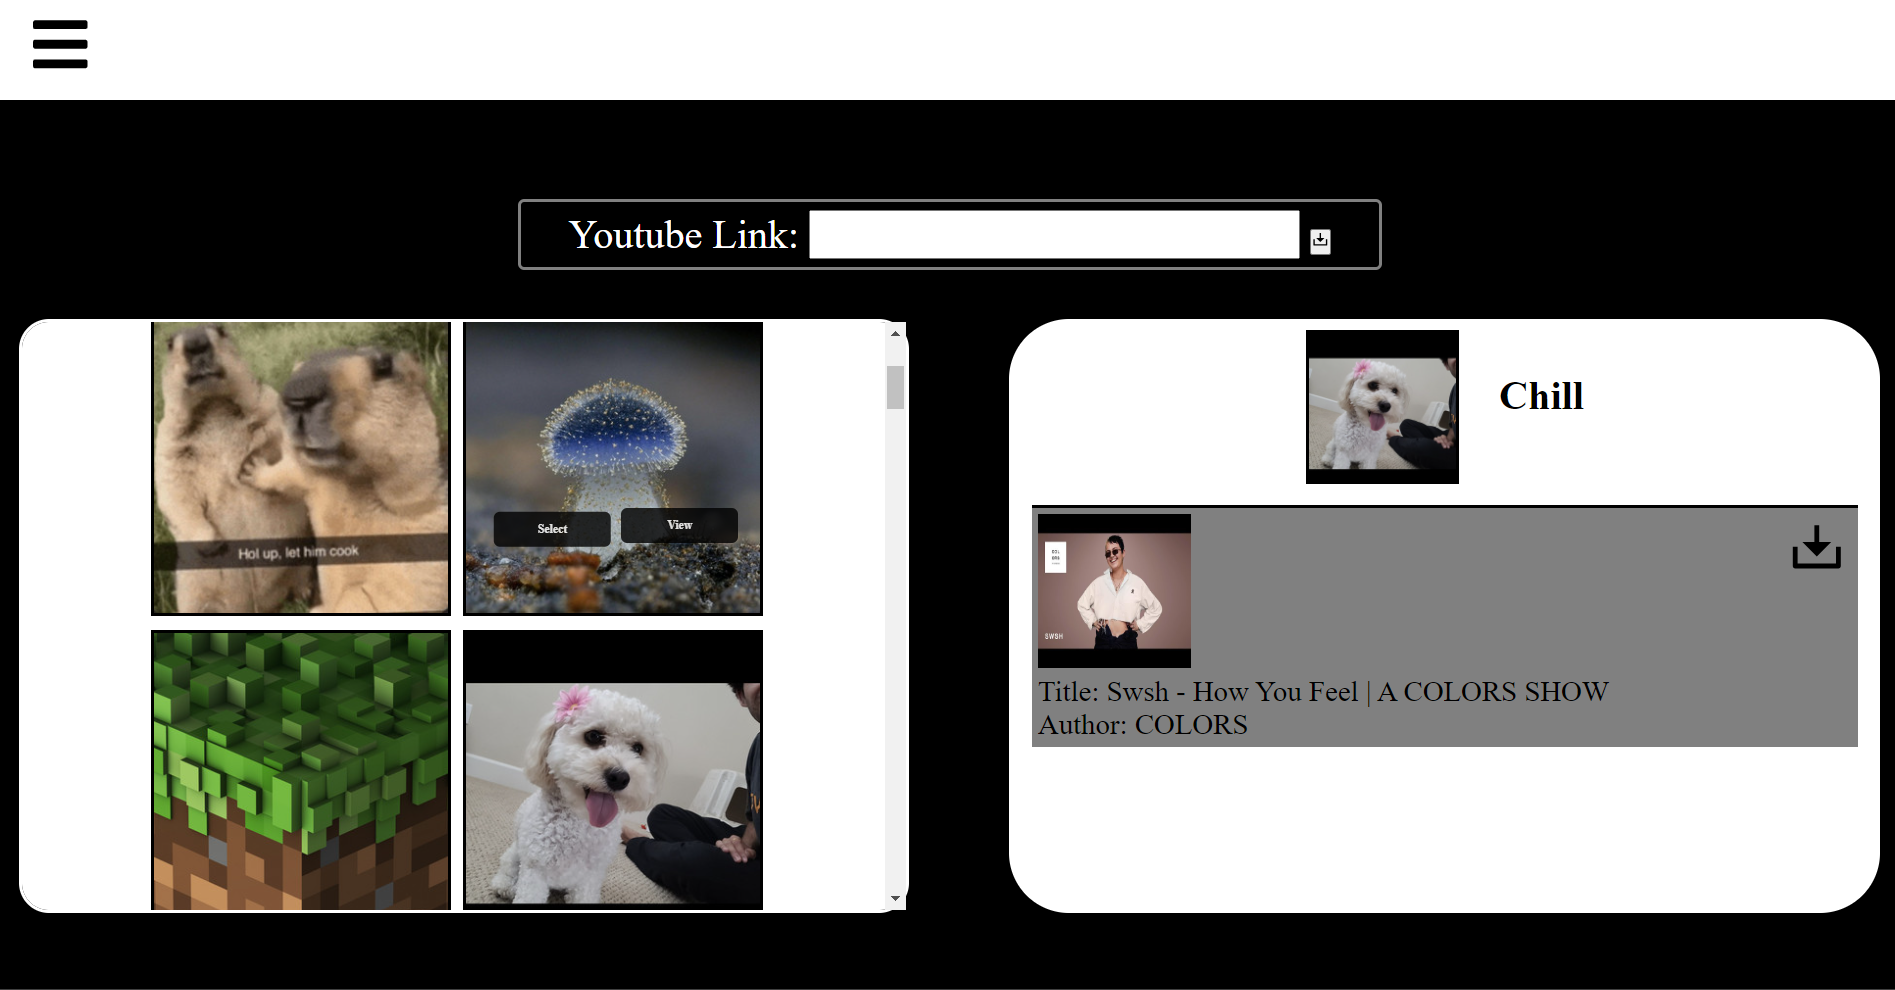 Youtube Link:
Hol up, let him cook
Select
View
Chill
SWSH
Title: Swsh - How You Feel | A COLORS SHOW
Author: COLORS